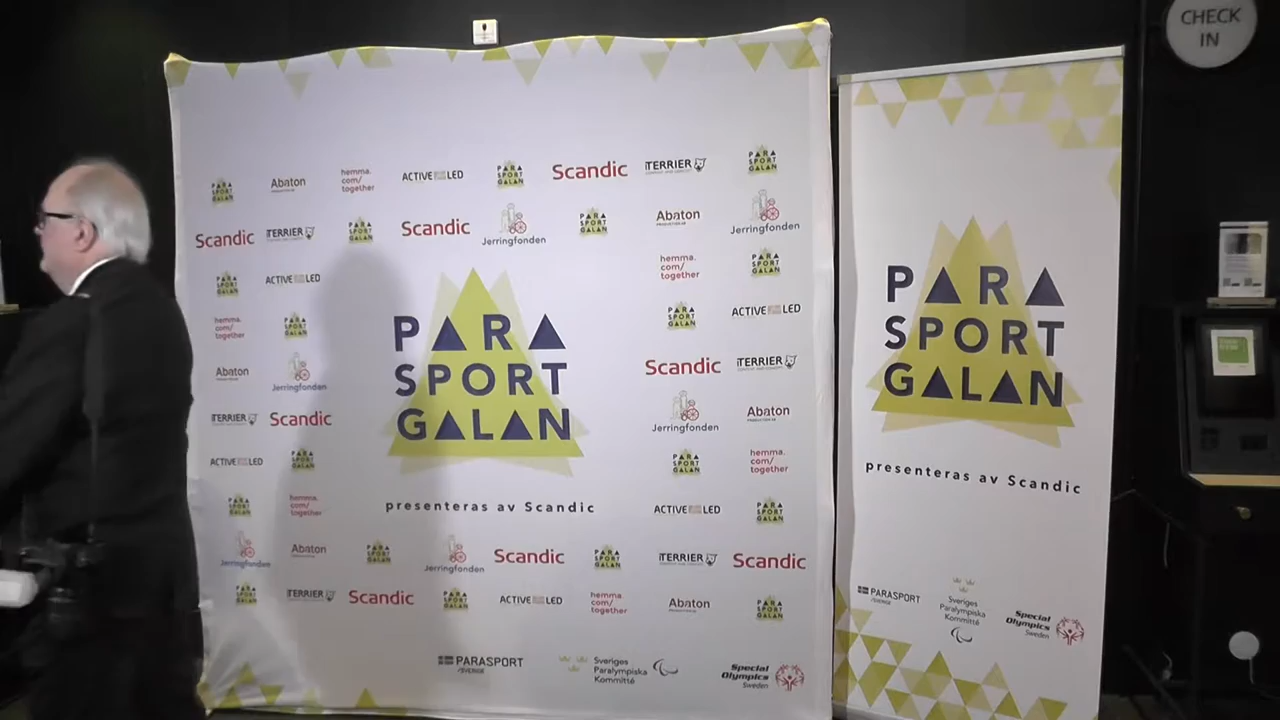 CHECK
IN
PARA
SPORT
GALAN
Abaton
hemma.
com/
together
ACTIVE LED
PARA
SPORT
GALAN
Scandic
TERRIER
PARA
SPORT
GALAN
Scandic
TERRIER
PARA
SPORT
GALAN
Scandic
Jerringfonden
PARA
SPORT
GALAN
Abaton
Jerringfonden
PARA
SPORT
GALAN
ACTIVE LED
hemma.
com/
together
PARA
SPORT
GALAN
hemma.
com/
together
PARA
SPORT
GALAN
PARA
SPORT
GALAN
ACTIVE LED
Abaton
Jerringfonden
Scandic
TERRIER
TERRIER
Scandic
Jerringfonden
Abaton
ACTIVE LED
PARA
SPORT
GALAN
PARA
SPORT
GALAN
hemma.
com/
together
PARA
SPORT
GALAN
hemma.
com/
together
ACTIVE LED
PARA
SPORT
GALAN
PARA
SPORT
GALAN
presenteras av Scandic
Jerringfonden
Abaton
PARA
SPORT
GALAN
Jerringfonden
Scandic
PARA
SPORT
GALAN
TERRIER
Scandic
PARA
SPORT
GALAN
TERRIER
Scandic
PARA
SPORT
GALAN
ACTIVE LED
hemma.
com/
together
Abaton
PARA
SPORT
GALAN
PARASPORT
/SVERIGE
Sveriges
Paralympiska
Kommitté
Special
Olympics
Sweden
PARA
SPORT
GALAN
presenteras av Scandic
PARASPORT
/SVERIGE
Sveriges
Paralympiska
Kommitté
Special
Olympics
Sweden